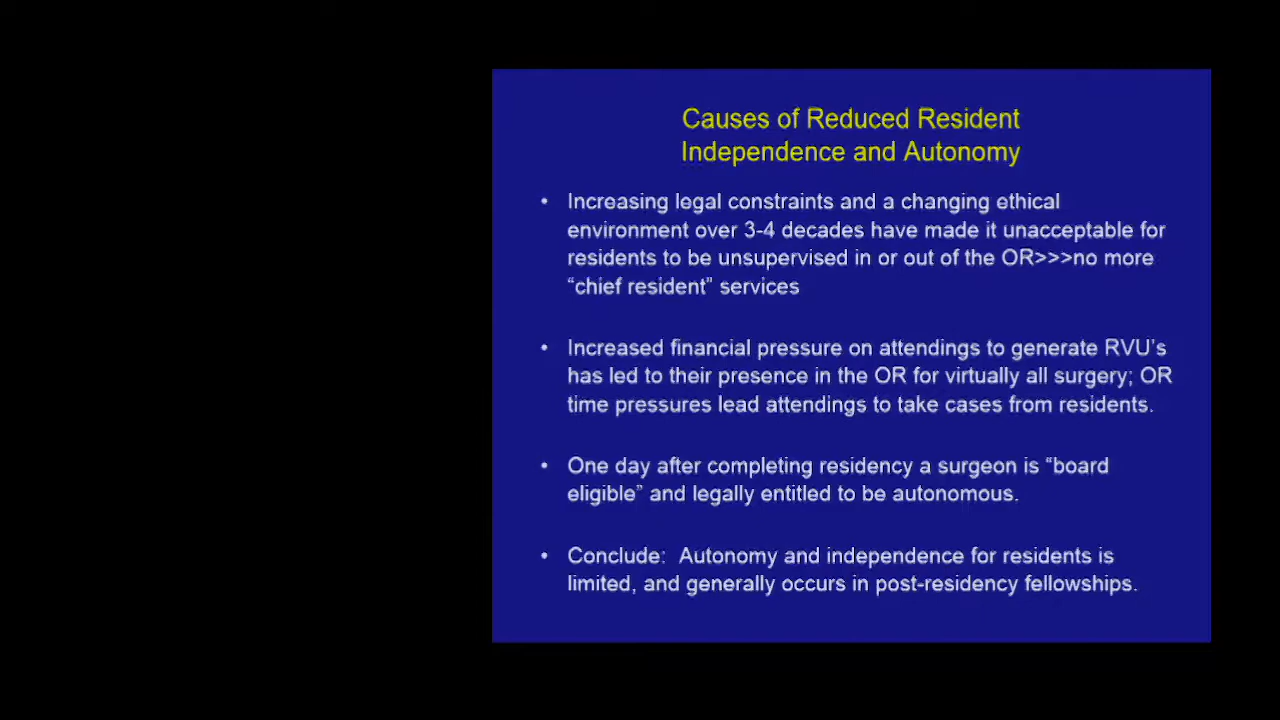 Causes of Reduced Resident
Independence and Autonomy
• Increasing legal constraints and a changing ethical
environment over 3-4 decades have made it unacceptable for
residents to be unsupervised in or out of the OR>>>no more
“chief resident” services
• Increased financial pressure on attendings to generate RVU’s
has led to their presence in the OR for virtually all surgery; OR
time pressures lead attendings to take cases from residents.
• One day after completing residency a surgeon is “board
eligible” and legally entitled to be autonomous.
• Conclude:  Autonomy and independence for residents is
limited, and generally occurs in post-residency fellowships.